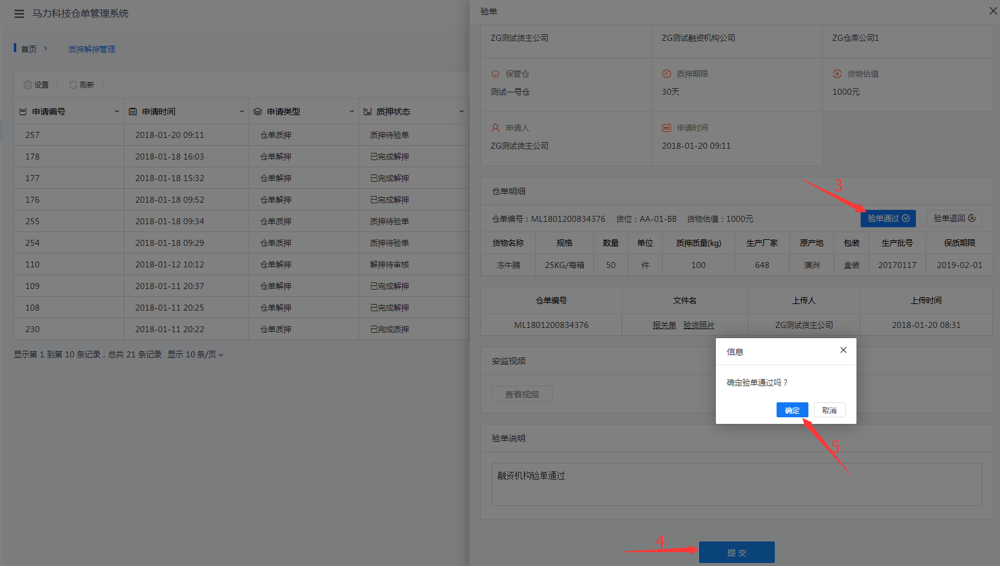 马力科技仓单管理系统
首页
质押解押管理
设置
刷新
申请编号 申请时间 申请类型 质押状态
257 2018-01-20 09:11 仓单质押 质押待验单
178 2018-01-18 16:03 仓单解押 已完成解押
177 2018-01-18 15:32 仓单解押 已完成解押
176 2018-01-18 09:52 仓单解押 已完成解押
255 2018-01-18 09:34 仓单质押 质押待验单
254 2018-01-18 09:29 仓单质押 质押待验单
110 2018-01-12 10:12 仓单解押 解押待审核
109 2018-01-11 20:37 仓单解押 已完成解押
108 2018-01-11 20:25 仓单解押 已完成解押
230 2018-01-11 20:22 仓单质押 已完成质押
显示第 1 到第 10 条记录，总共 21 条记录 显示 10 条/页
验单
ZG测试货主公司 ZG测试融资机构公司 ZG仓库公司1
保管仓 质押期限 货物估值
测试一号仓 30天 1000元
申请人 申请时间
ZG测试货主公司 2018-01-20 09:11
仓单明细
3
仓单编号：ML1801200834376 货位：AA-01-BB 货物估值：1000元 验单通过 验单退回
货物名称 规格 数量 单位 质押质量(kg) 生产厂家 原产地 包装 生产批号 保质期限
冻牛腩 25KG/每箱 50 件 100 648 澳洲 盒装 20170117 2019-02-01
仓单编号 文件名 上传人 上传时间
ML1801200834376 报关单 验货照片 ZG测试货主公司 2018-01-20 08:31
安监视频
查看视频
信息
确定验单通过吗？
确定 取消
5
验单说明
融资机构验单通过
4
提交